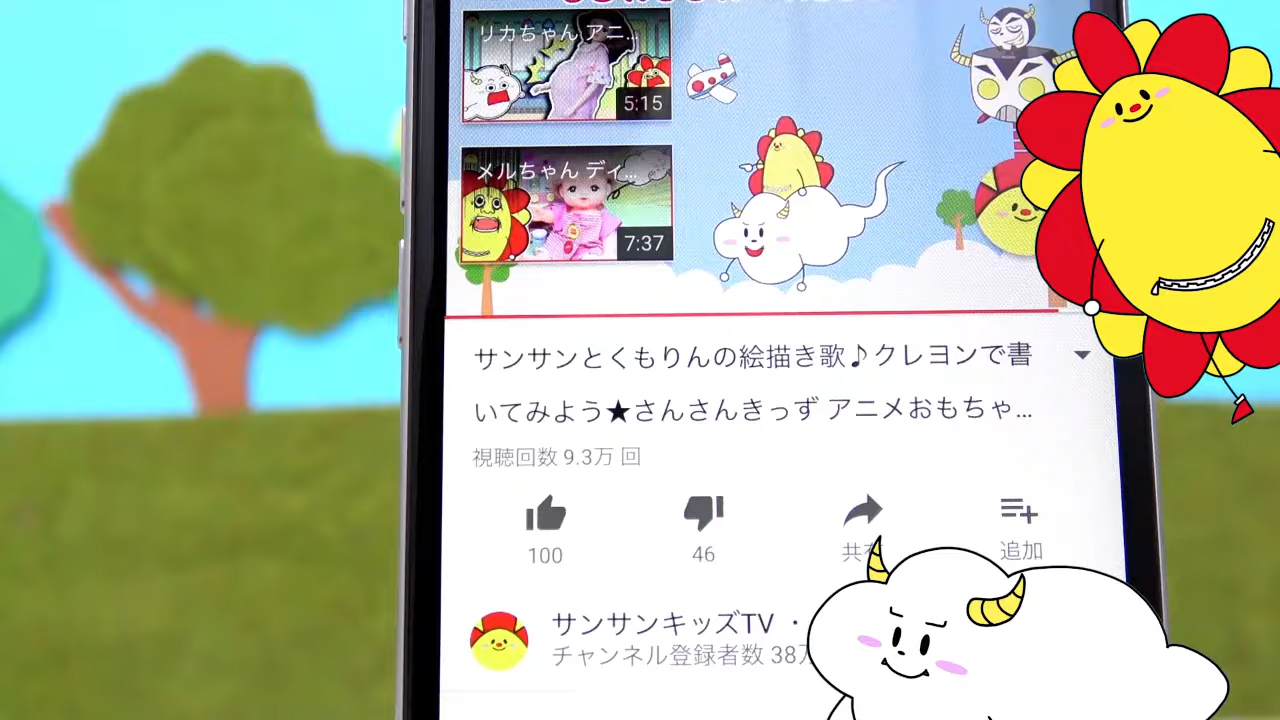 リカちゃん アニ...
5:15
メルちゃん ディ...
7:37
サンサンとくもりんの絵描き歌♪クレヨンで書
いてみよう★さんさんきっず アニメおもちゃ...
視聴回数 9.3万 回
100
46
共有
追加
サンサンキッズTV・
チャンネル登録者数 38万